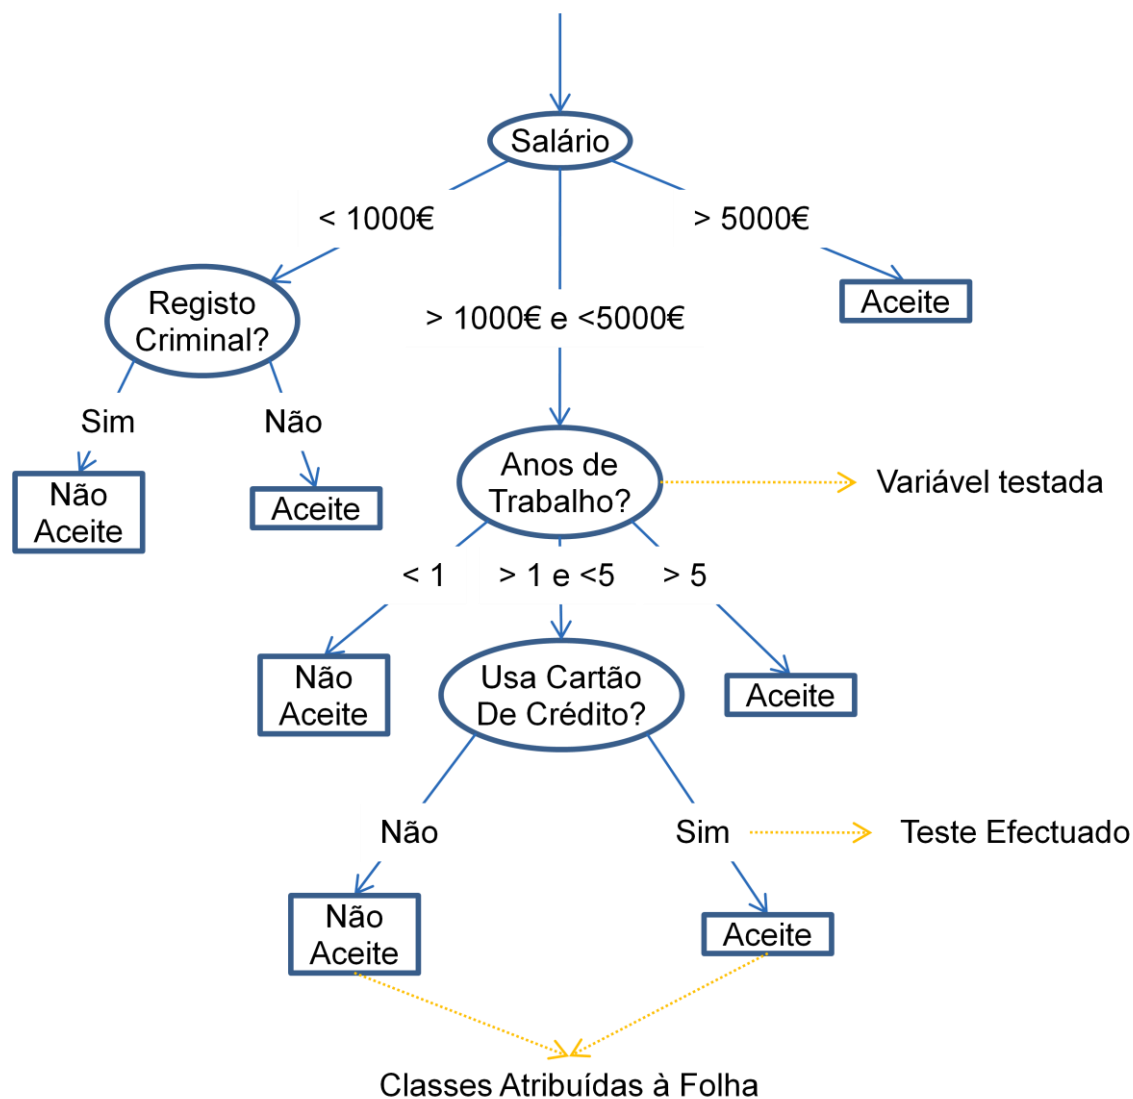 Salário
< 1000€
> 5000€
Registo
Criminal?
> 1000€ e <5000€
Aceite
Sim
Não
Não
Aceite
Aceite
Anos de
Trabalho?
Variável testada
< 1
> 1 e <5
> 5
Não
Aceite
Usa Cartão
De Crédito?
Aceite
Não
Sim
Teste Efectuado
Não
Aceite
Aceite
Classes Atribuídas à Folha